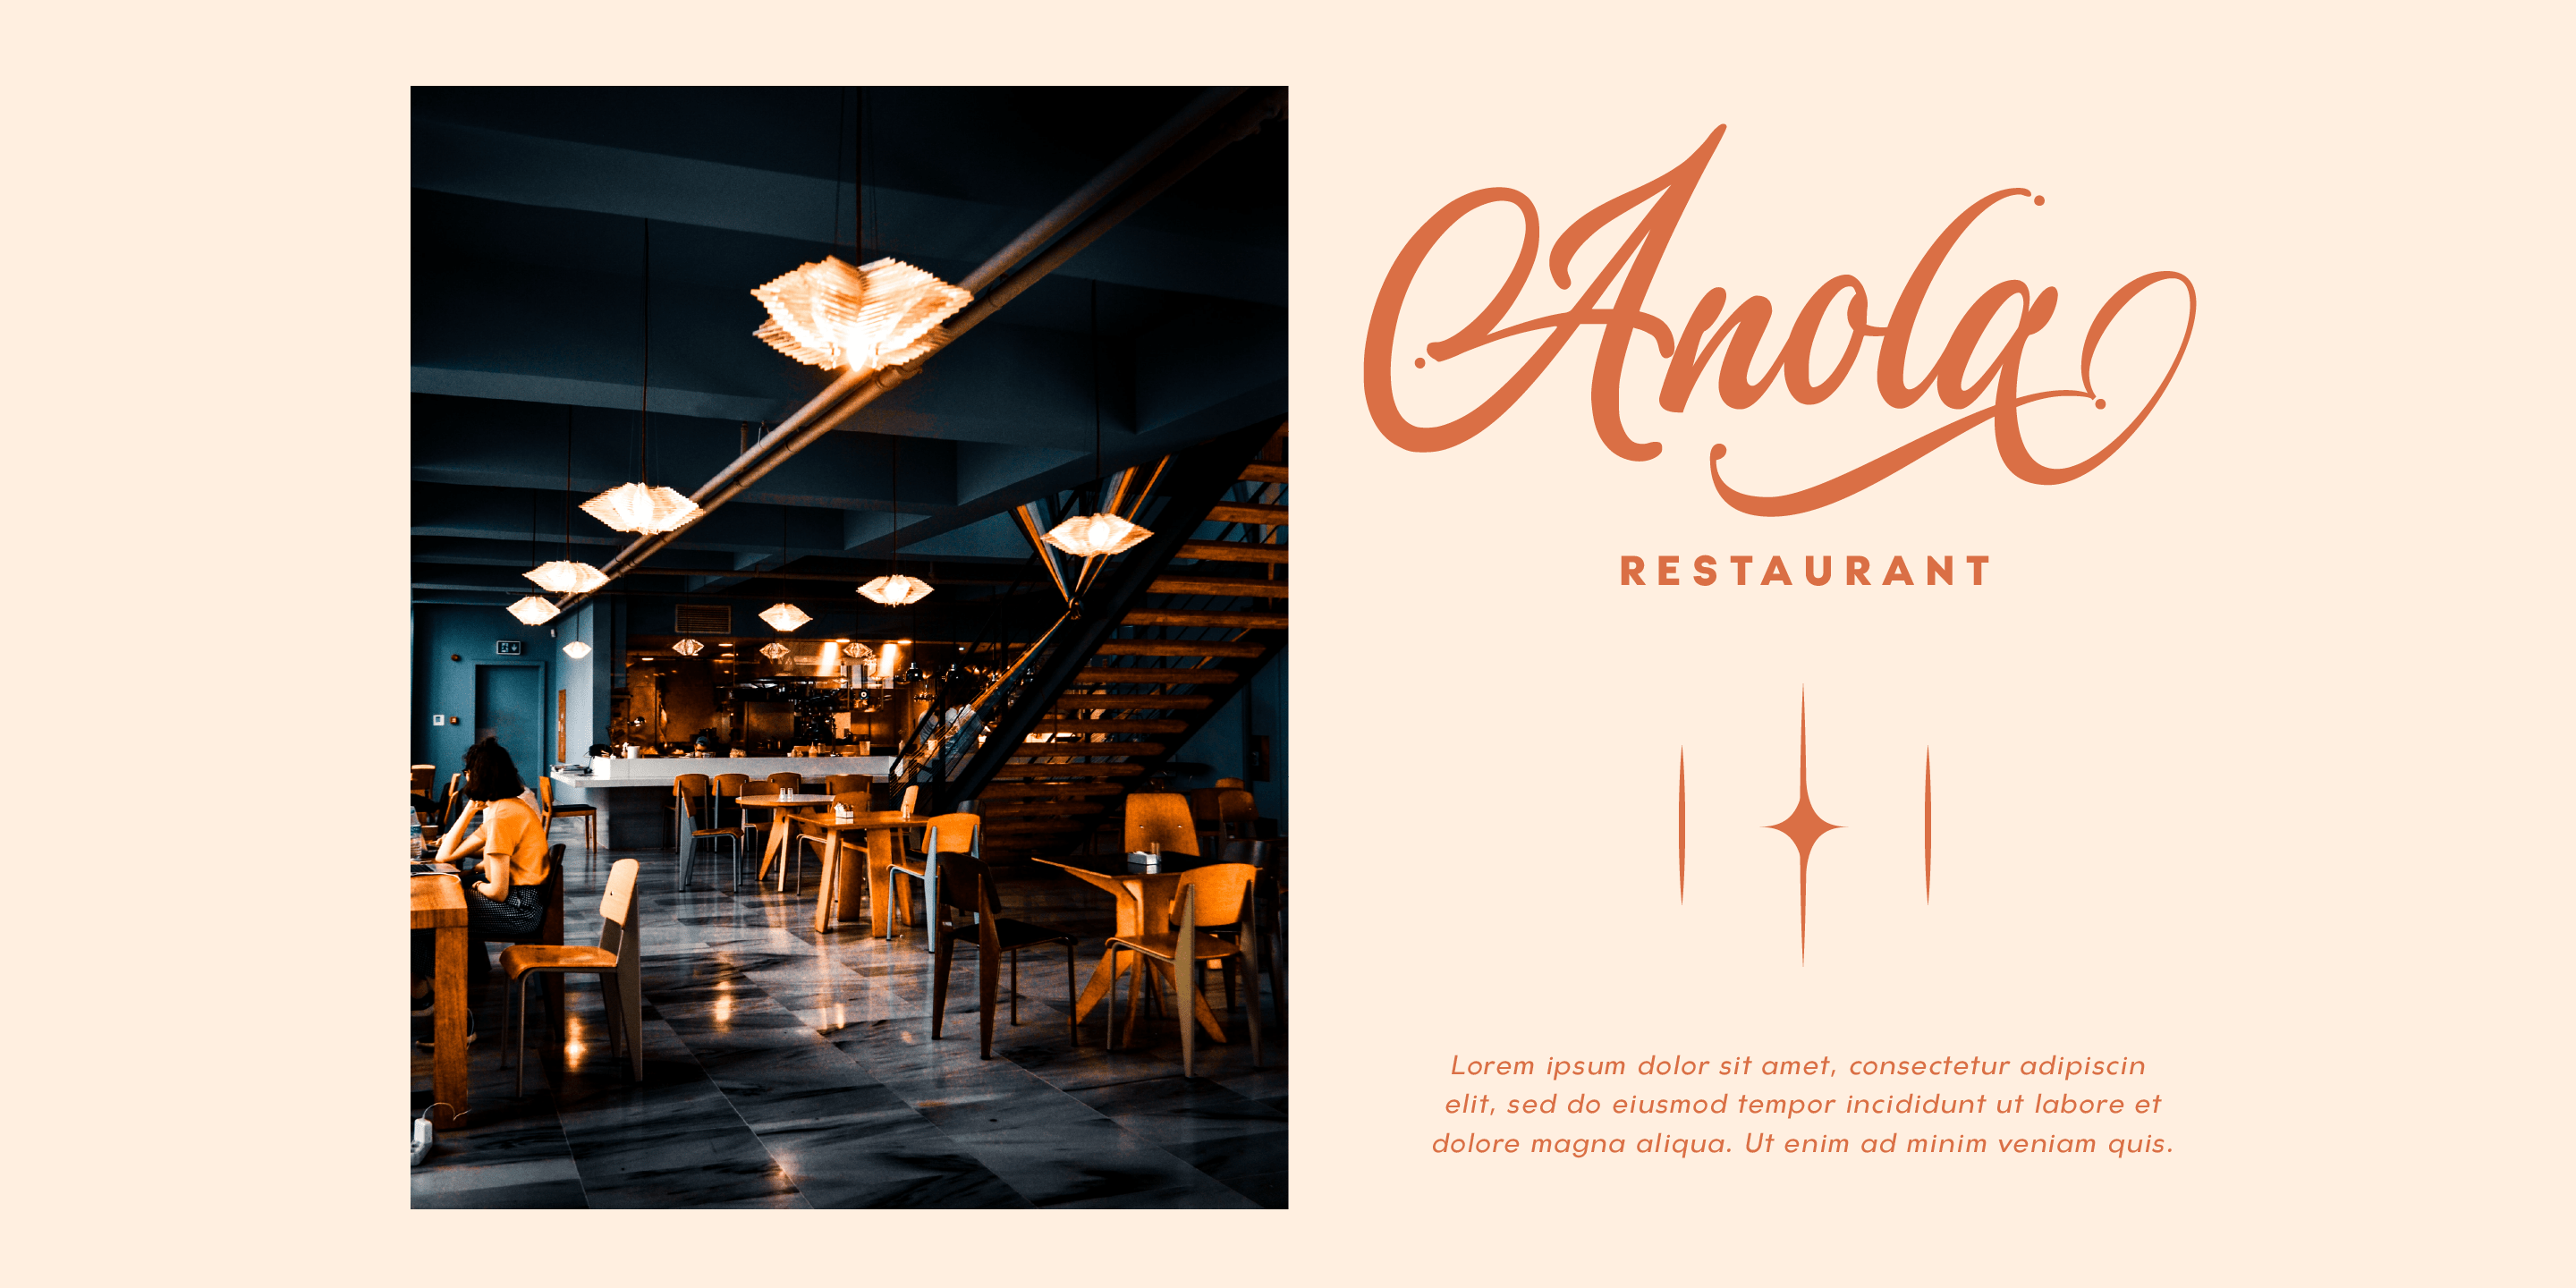 Anola
RESTAURANT
Lorem ipsum dolor sit amet, consectetur adipiscin
elit, sed do eiusmod tempor incididunt ut labore et
dolore magna aliqua. Ut enim ad minim veniam quis.